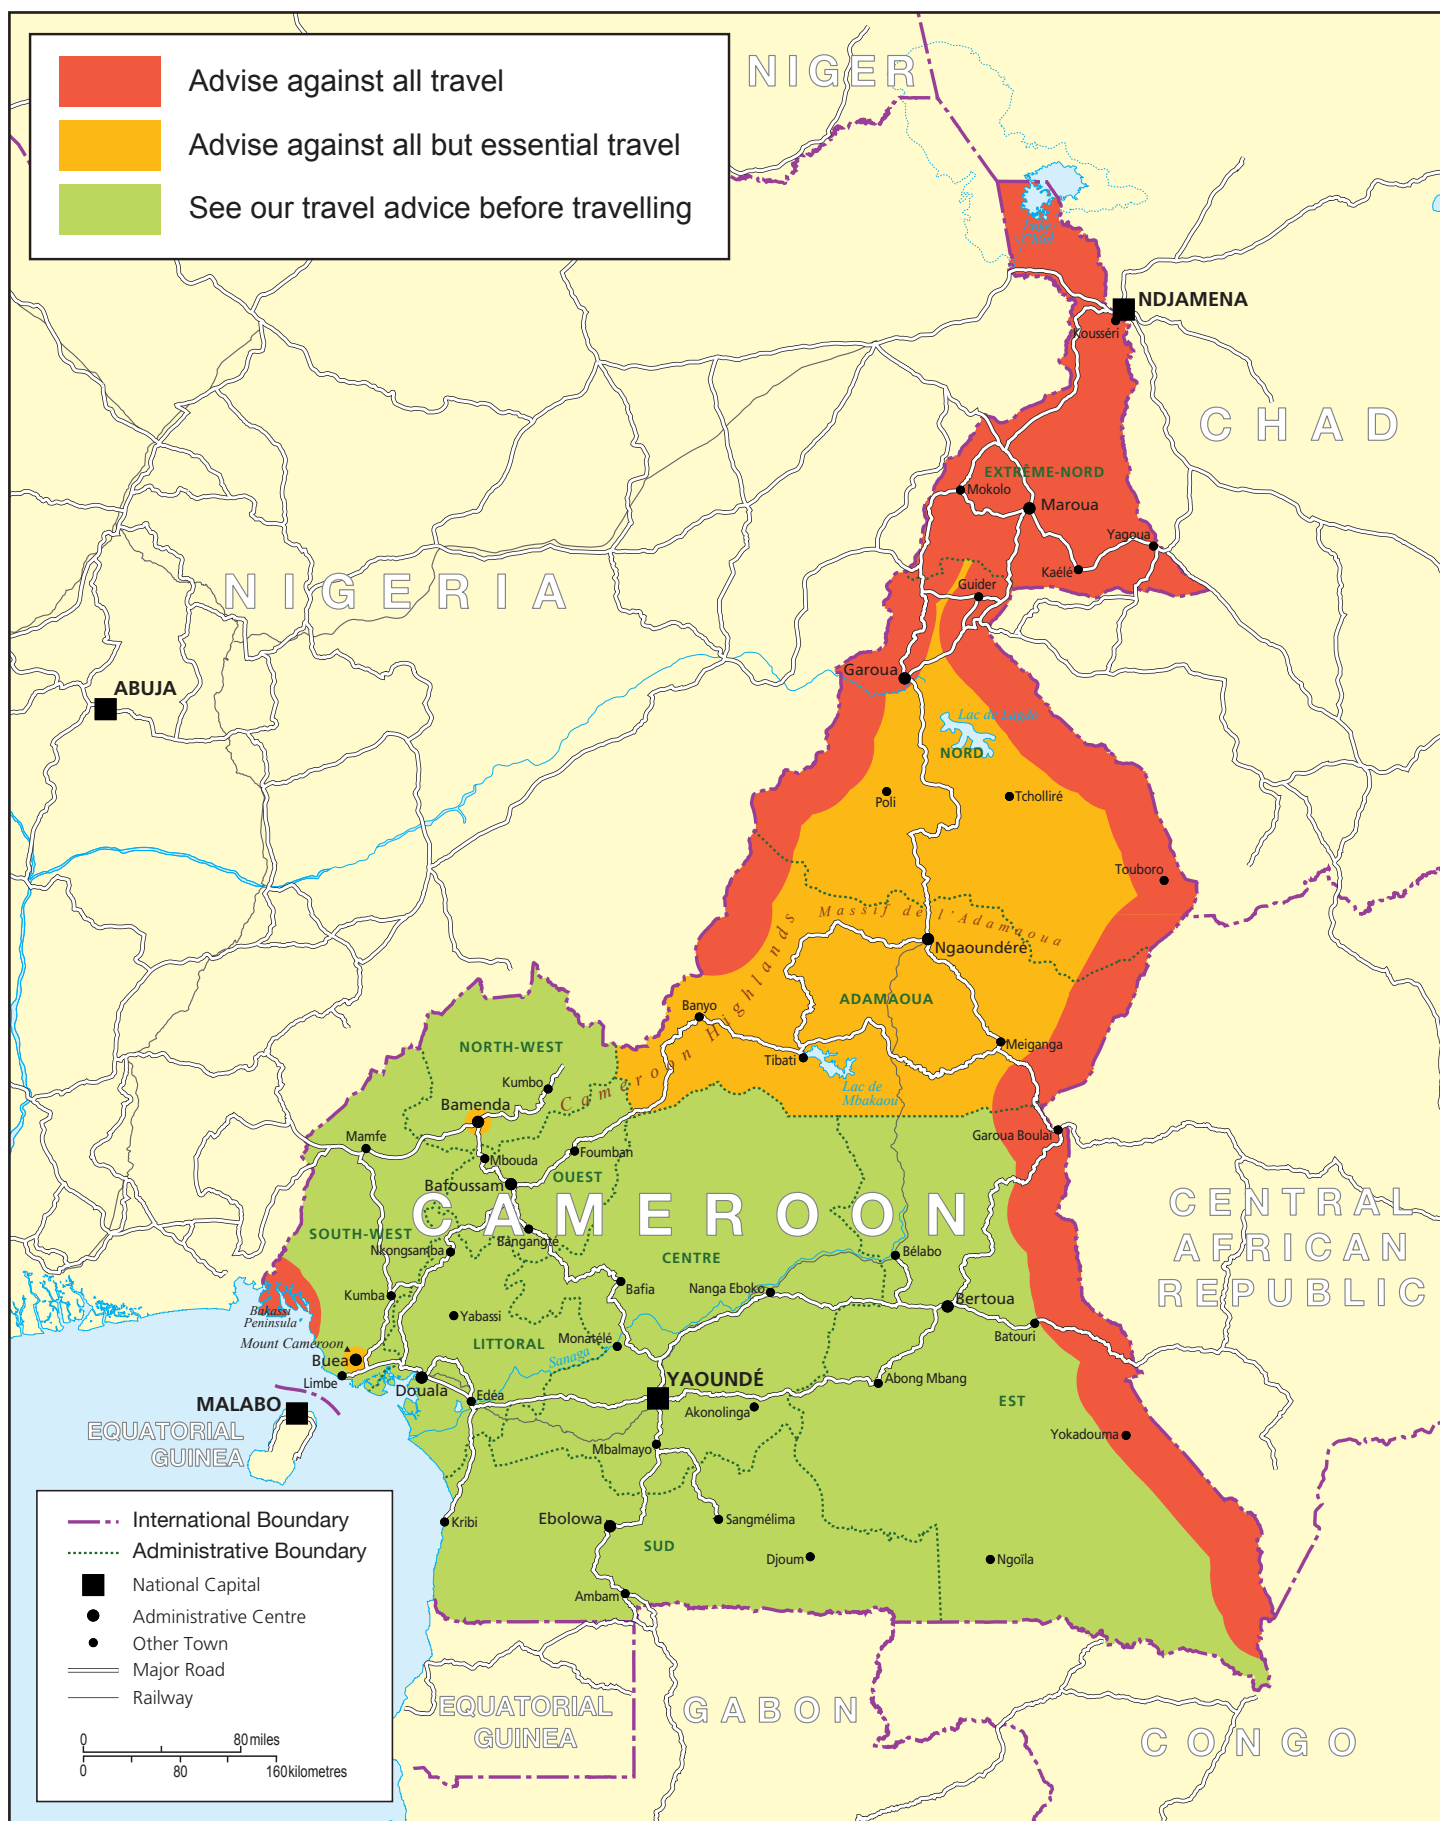 Advise against all travel
Advise against all but essential travel
See our travel advice before travelling
NIGER
Lake
Chad
NDJAMENA
Kousséri
CHAD
EXTRÊME-NORD
Mokolo
Maroua
Yagoua
Kaélé
Guider
NIGERIA
Garoua
ABUJA
Lac de Lagdo
NORD
Poli
Tcholliré
Touboro
Massif de l'Adamaoua
Ngaoundéré
ADAMAOUA
Banyo
Cameroon Highlands
Tibati
Meiganga
Lac de
Mbakaou
NORTH-WEST
Kumbo
Bamenda
Mamfe
Mbouda
Foumban
Garoua Boulai
OUEST
Bafoussam
CAMEROON
CENTRAL
AFRICAN
REPUBLIC
SOUTH-WEST
Nkongsamba
Bangangté
CENTRE
Bélabo
Kumba
Bafia
Nanga Eboko
Bertoua
Bakassi
Peninsula
Yabassi
Batouri
Mount Cameroon
LITTORAL
Monatélé
Sanaga
Buea
Limbe
Douala
Edéa
YAOUNDÉ
Abong Mbang
Akonolinga
EST
MALABO
EQUATORIAL
GUINEA
Mbalmayo
Yokadouma
Kribi
Ebolowa
Sangmélima
SUD
Djoum
Ngoïla
Ambam
EQUATORIAL
GUINEA
GABON
CONGO
International Boundary
Administrative Boundary
National Capital
Administrative Centre
Other Town
Major Road
Railway
0 80 miles
0 80 160 kilometres